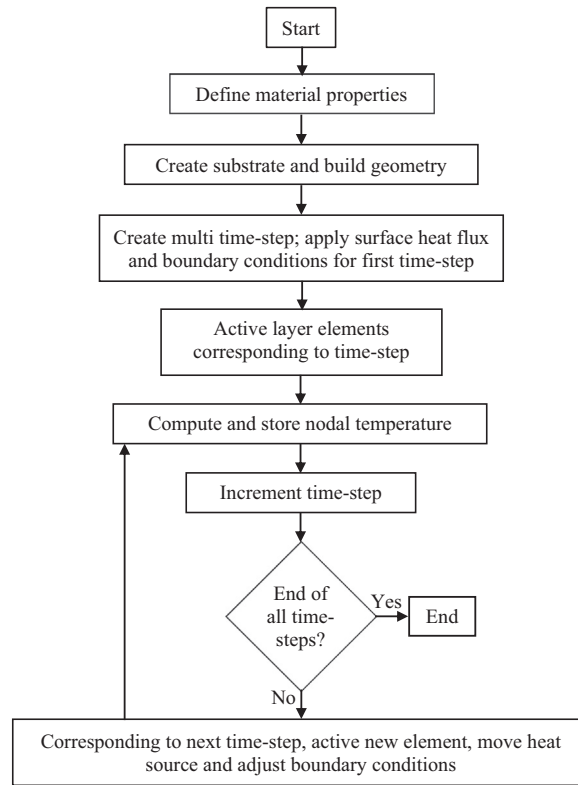 Start
Define material properties
Create substrate and build geometry
Create multi time-step; apply surface heat flux
and boundary conditions for first time-step
Active layer elements
corresponding to time-step
Compute and store nodal temperature
Increment time-step
End of
all time-
steps?
Yes
End
No
Corresponding to next time-step, active new element, move heat
source and adjust boundary conditions